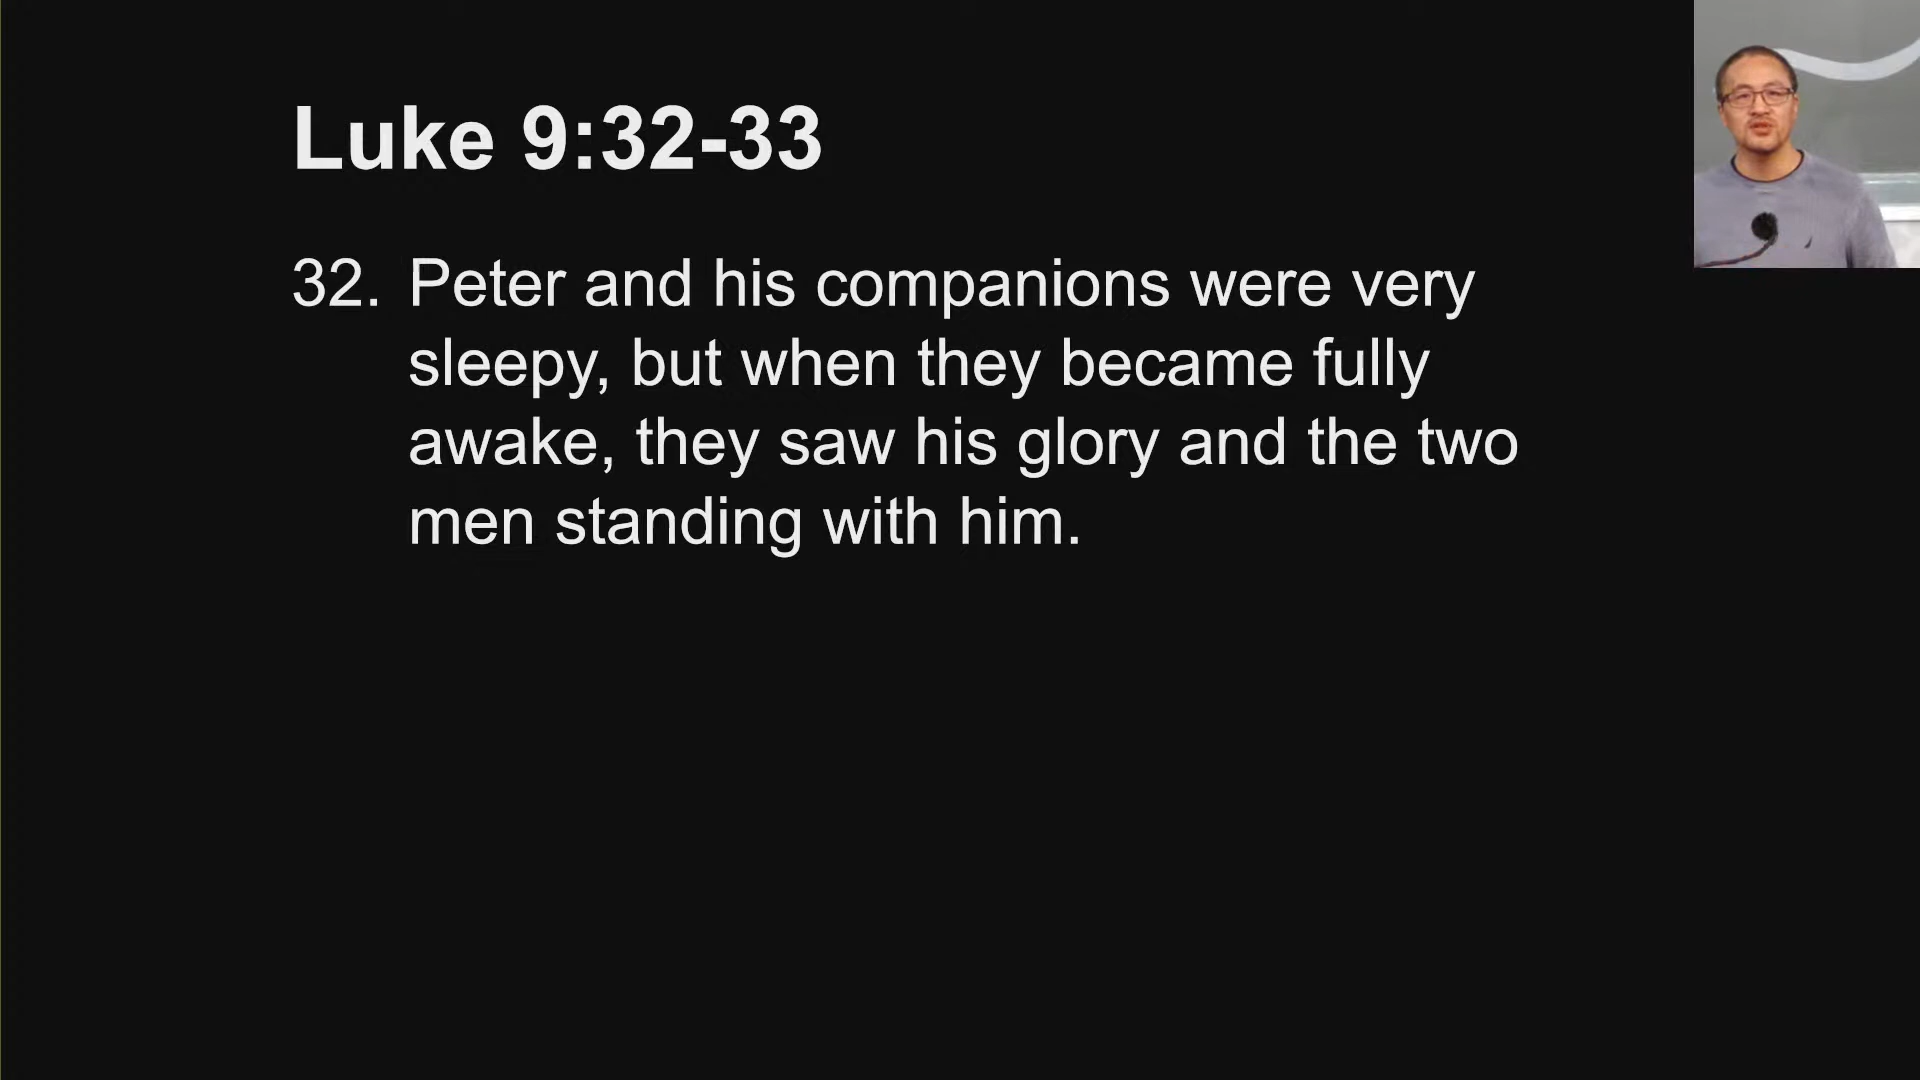 Luke 9:32-33
32. Peter and his companions were very
sleepy, but when they became fully
awake, they saw his glory and the two
men standing with him.